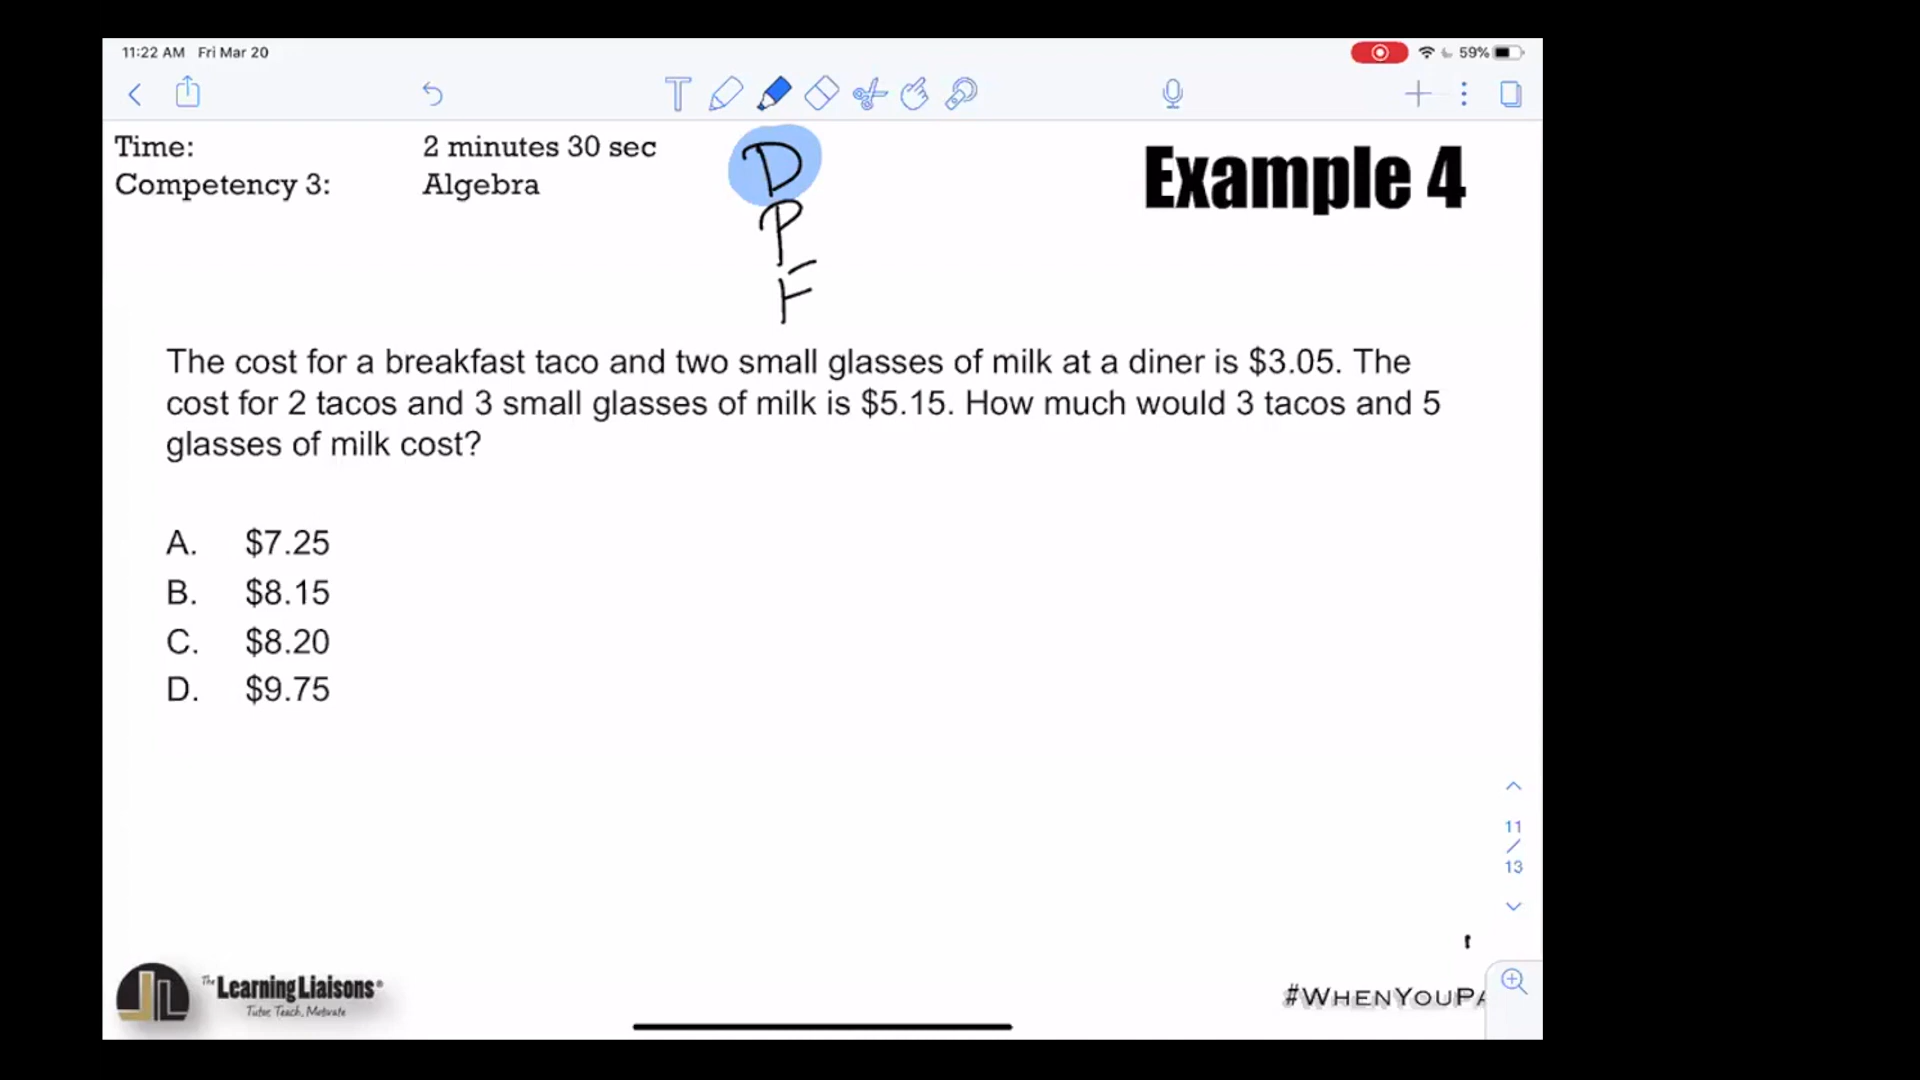 11:22 AM Fri Mar 20
59%
Time: 2 minutes 30 sec
Competency 3: Algebra
D
P
F
Example 4
The cost for a breakfast taco and two small glasses of milk at a diner is $3.05. The
cost for 2 tacos and 3 small glasses of milk is $5.15. How much would 3 tacos and 5
glasses of milk cost?
A. $7.25
B. $8.15
C. $8.20
D. $9.75
11
/
13
The Learning Liaisons®
Tutor, Teach, Motivate
#WHENYOUPA